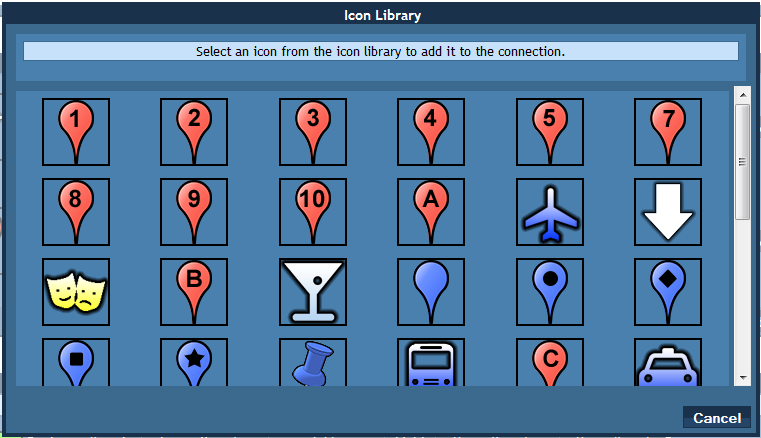 Icon Library
Select an icon from the icon library to add it to the connection.
1 2 3 4 5 7
8 9 10 A
B
C
Cancel